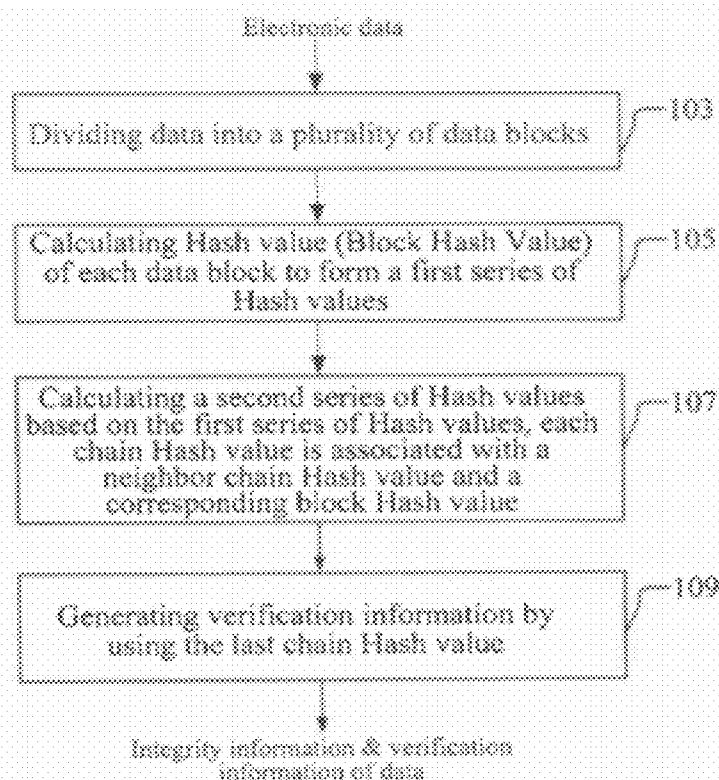 Electronic data
Dividing data into a plurality of data blocks
103
Calculating Hash value (Block Hash Value)
of each data block to form a first series of
Hash values
105
Calculating a second series of Hash values
based on the first series of Hash values, each
chain Hash value is associated with a
neighbor chain Hash value and a
corresponding block Hash value
107
Generating verification information by
using the last chain Hash value
109
Integrity information & verification
information of data